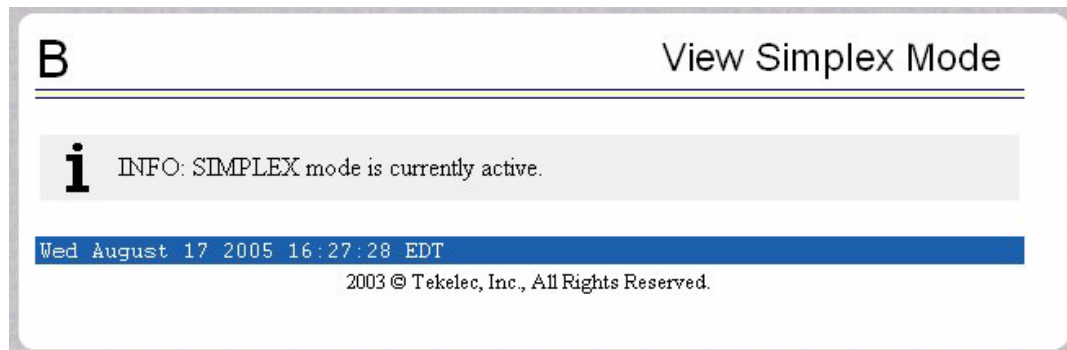 B
View Simplex Mode
i
INFO: SIMPLEX mode is currently active.
Wed August 17 2005 16:27:28 EDT
2003 © Tekelec, Inc., All Rights Reserved.